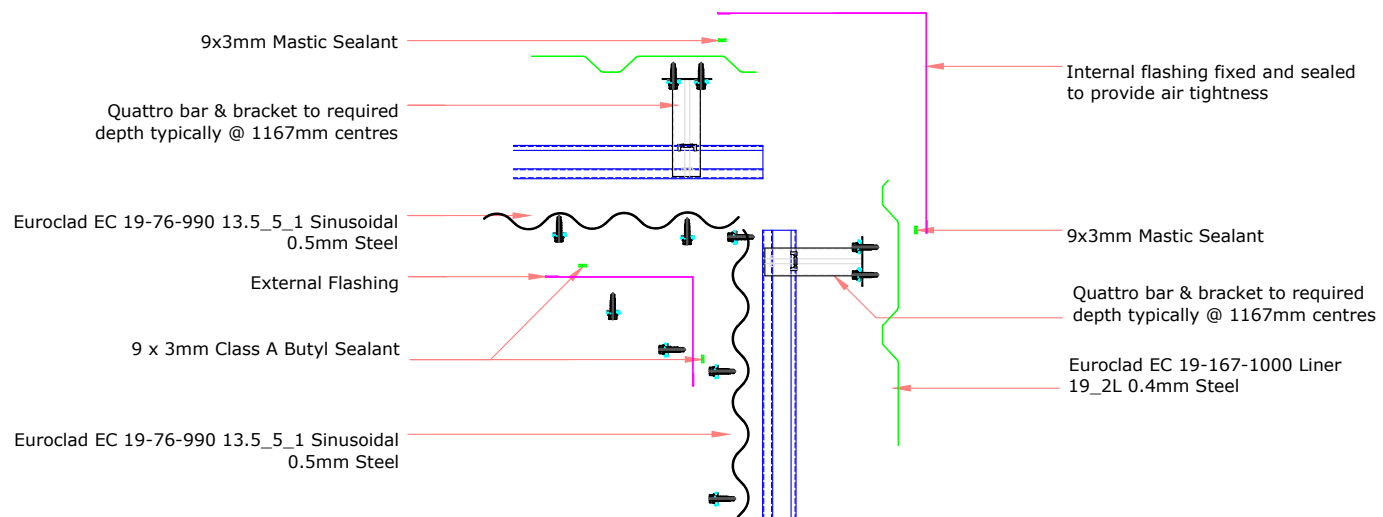 9x3mm Mastic Sealant
Quattro bar & bracket to required
depth typically @ 1167mm centres
Euroclad EC 19-76-990 13.5_5_1 Sinusoidal
0.5mm Steel
External Flashing
9 x 3mm Class A Butyl Sealant
Euroclad EC 19-76-990 13.5_5_1 Sinusoidal
0.5mm Steel
Internal flashing fixed and sealed
to provide air tightness
9x3mm Mastic Sealant
Quattro bar & bracket to required
depth typically @ 1167mm centres
Euroclad EC 19-167-1000 Liner
19_2L 0.4mm Steel